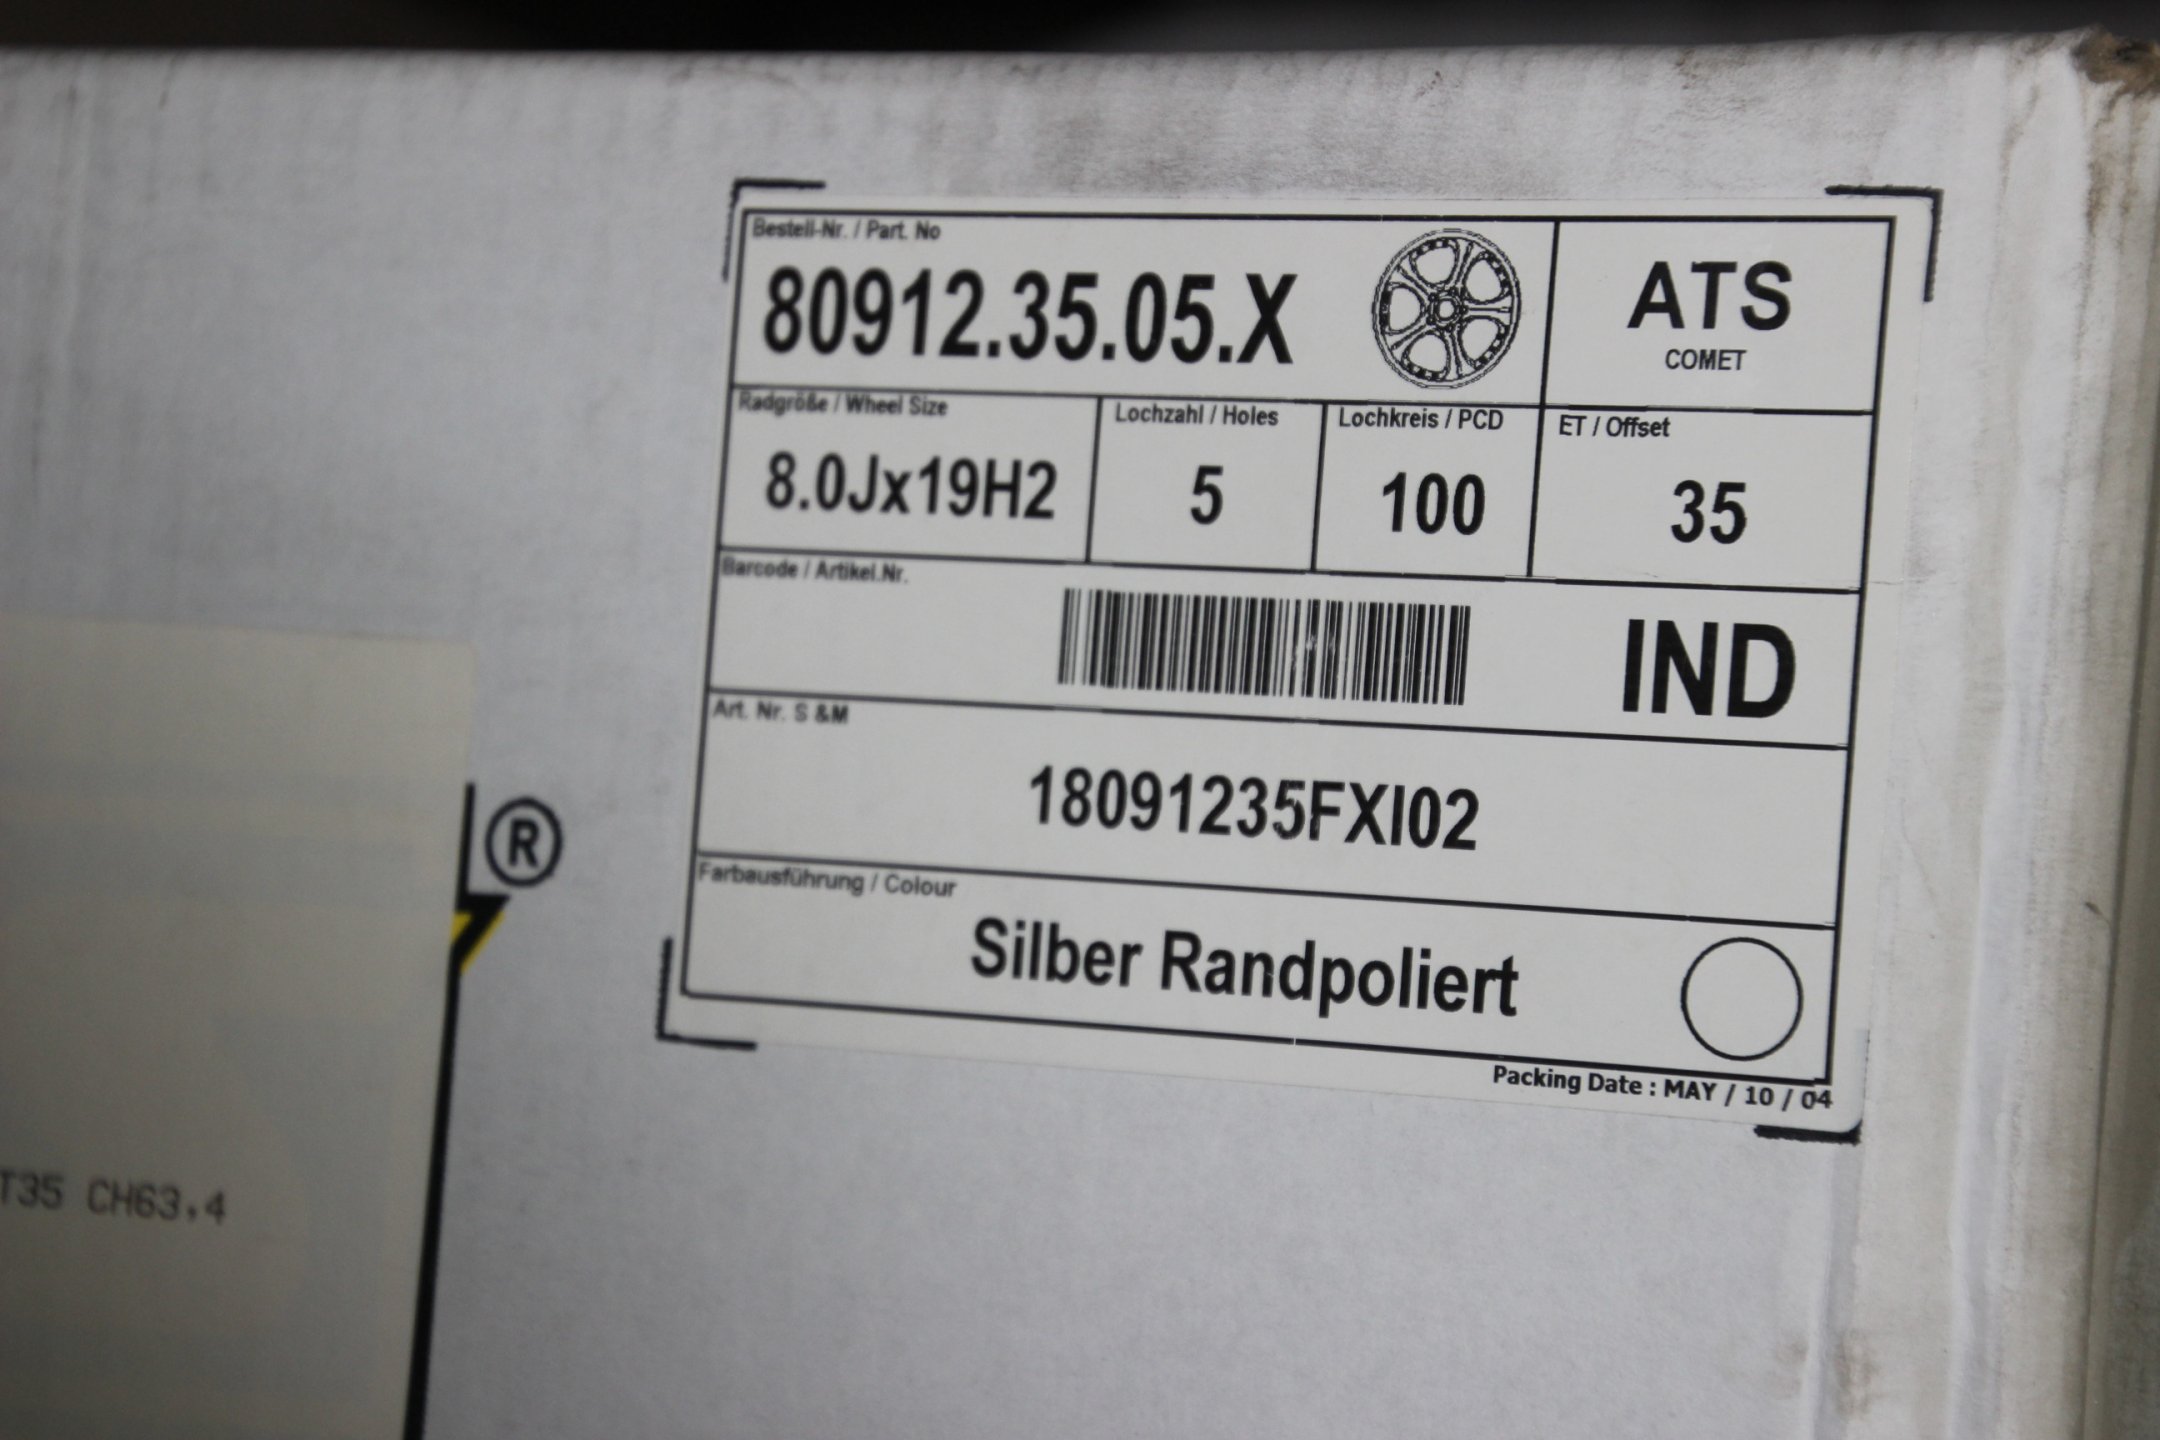 Bestell-Nr. / Part. No
80912.35.05.X
ATS
COMET
Radgröße / Wheel Size
8.0Jx19H2
Lochzahl / Holes
5
Lochkreis / PCD
100
ET / Offset
35
Barcode / Artikel.Nr.
IND
Art. Nr. S &M
18091235FXI02
Farbausführung / Colour
Silber Randpoliert
Packing Date : MAY / 10 / 04
®
T35 CH63,4